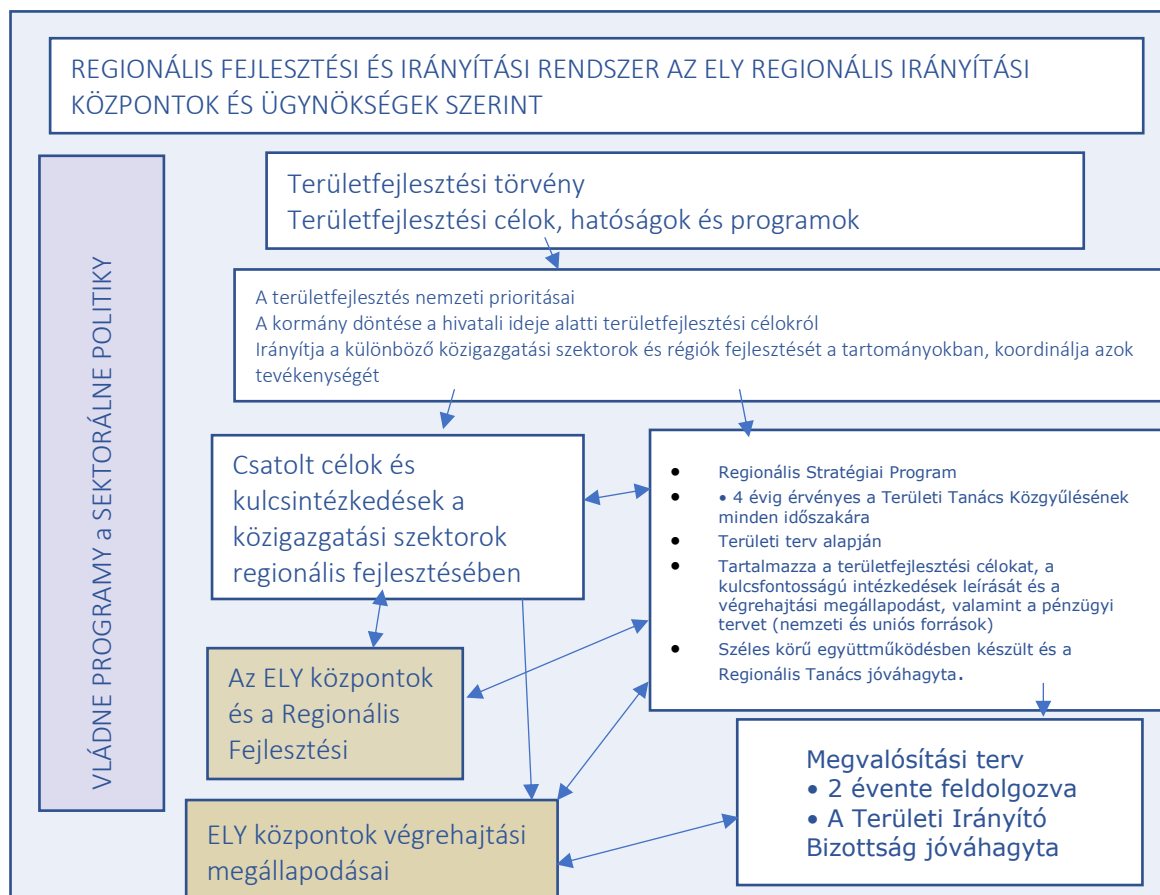 REGIONÁLIS FEJLESZTÉSI ÉS IRÁNYÍTÁSI RENDSZER AZ ELY REGIONÁLIS IRÁNYÍTÁSI
KÖZPONTOK ÉS ÜGYNÖKSÉGEK SZERINT
VLÁDNE PROGRAMY a SEKTORÁLNE POLITIKY
Területfejlesztési törvény
Területfejlesztési célok, hatóságok és programok
A területfejlesztés nemzeti prioritásai
A kormány döntése a hivatali ideje alatti területfejlesztési célokról
Irányítja a különböző közigazgatási szektorok és régiók fejlesztését a tartományokban, koordinálja azok
tevékenységét
Csatolt célok és
kulcsintézkedések a
közigazgatási szektorok
regionális fejlesztésében
● Regionális Stratégiai Program
● • 4 évig érvényes a Területi Tanács Közgyűlésének
minden időszakára
● Területi terv alapján
● Tartalmazza a területfejlesztési célokat, a
kulcsfontosságú intézkedések leírását és a
végrehajtási megállapodást, valamint a pénzügyi
tervet (nemzeti és uniós források)
● Széles körű együttműködésben készült és a
Regionális Tanács jóváhagyta.
Az ELY központok
és a Regionális
Fejlesztési
Megvalósítási terv
• 2 évente feldolgozva
• A Területi Irányító
Bizottság jóváhagyta
ELY központok végrehajtási
megállapodásai